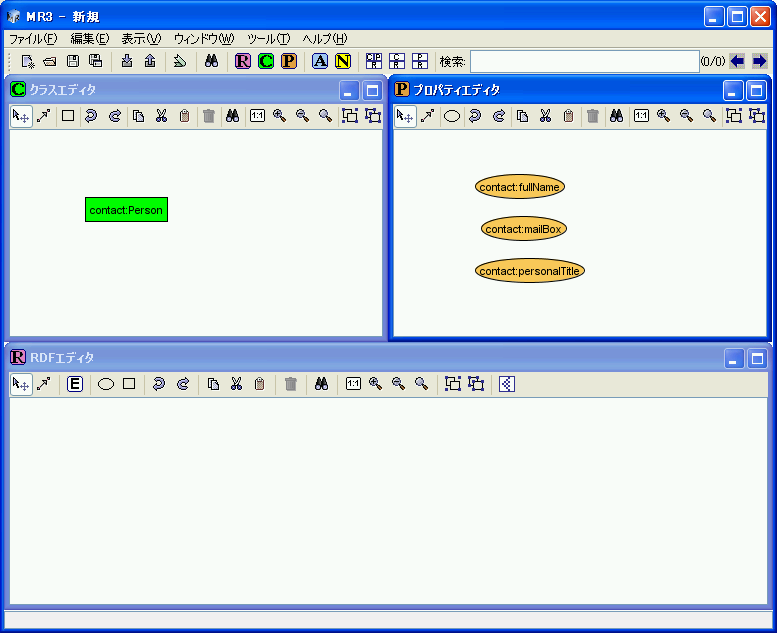 MR3 - 新規
ファイル(F) 編集(E) 表示(V) ウィンドウ(W) ツール(T) ヘルプ(H)
R C P A N C/P R C R P R 検索: (0/0)
C クラスエディタ
1:1
contact:Person
P プロパティエディタ
1:1
contact:fullName
contact:mailBox
contact:personalTitle
R RDFエディタ
E 1:1